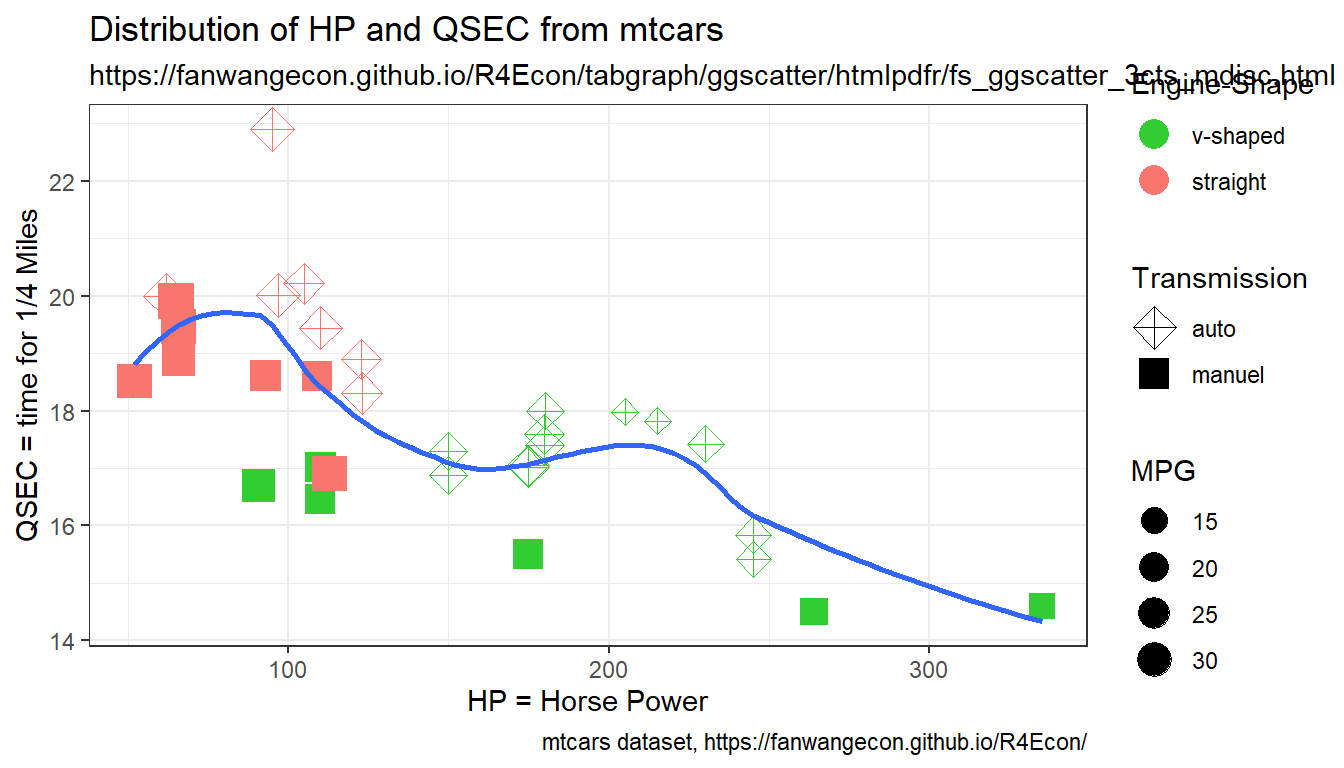 Distribution of HP and QSEC from mtcars
https://fanwangecon.github.io/R4Econ/tabgraph/ggscatter/htmlpdfr/fs_ggscatter_3cts_mdisc.html
Engine-Shape
v-shaped
straight
Transmission
auto
manuel
MPG
15
20
25
30
QSEC = time for 1/4 Miles
22
20
18
16
14
100 200 300
HP = Horse Power
mtcars dataset, https://fanwangecon.github.io/R4Econ/